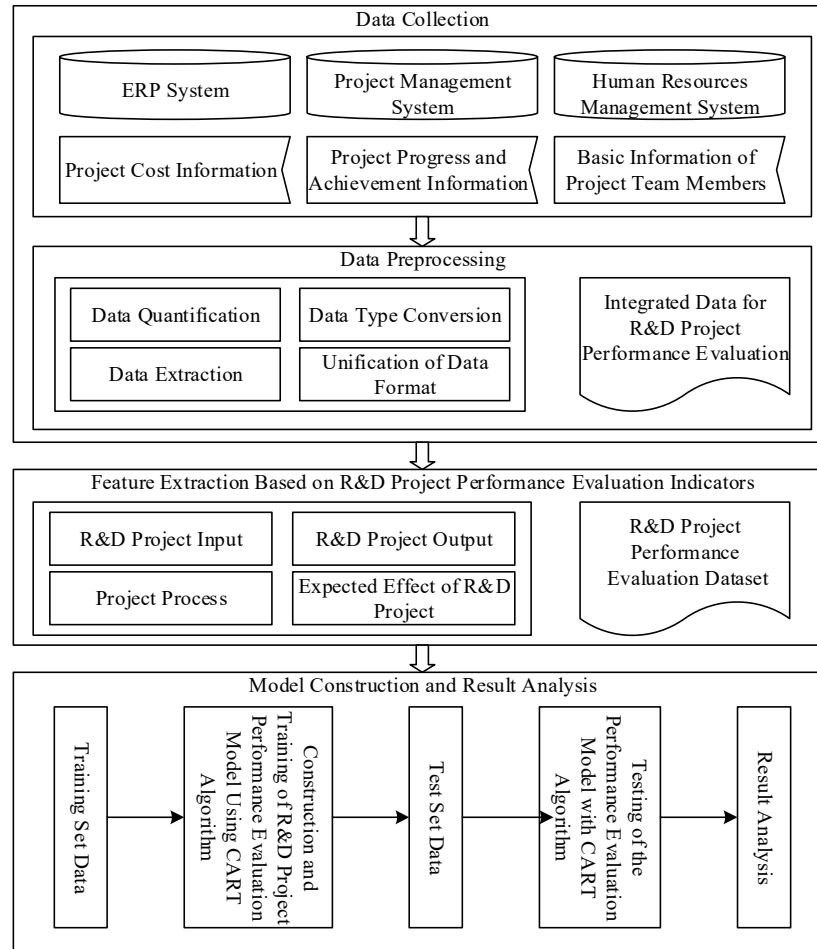 Data Collection
ERP System
Project Management
System
Human Resources
Management System
Project Cost Information
Project Progress and
Achievement Information
Basic Information of
Project Team Members
Data Preprocessing
Data Quantification
Data Type Conversion
Data Extraction
Unification of Data
Format
Integrated Data for
R&D Project
Performance Evaluation
Feature Extraction Based on R&D Project Performance Evaluation Indicators
R&D Project Input
R&D Project Output
Project Process
Expected Effect of R&D
Project
R&D Project
Performance
Evaluation Dataset
Model Construction and Result Analysis
Training Set Data
Construction and
Training of R&D Project
Performance Evaluation
Model Using CART
Algorithm
Test Set Data
Testing of the
Performance Evaluation
Model with CART
Algorithm
Result Analysis